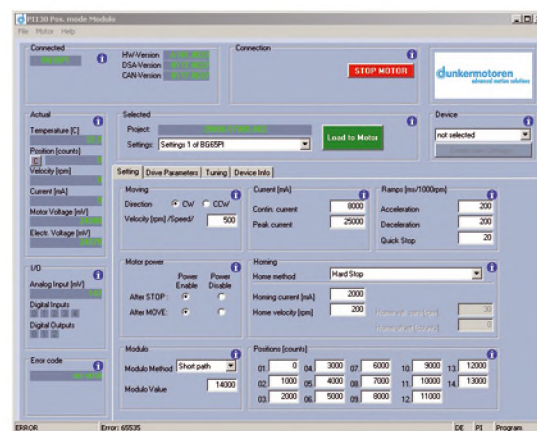 PI130 Pos. mode Modulo
File Motor Help
Connected
HW-Version
DSA-Version
CAN-Version
Connection
STOP MOTOR
dunkermotoren
advanced motion solutions
Actual
Temperature [C]
Position [counts]
C
Velocity [rpm]
Current [mA]
Motor Voltage [mV]
Electr. Voltage [mV]
Selected
Project:
Settings: Settings 1 of BG65PI
Load to Motor
Device
not selected
Setting Drive Parameters Tuning Device Info
Moving
Direction CW CCW
Velocity [rpm] /Speed/ 500
Current [mA]
Contin. current 8000
Peak current 25000
Ramps [ms/1000rpm]
Acceleration 200
Deceleration 200
Quick Stop 20
I/O
Analog Input [mV]
Digital Inputs
Digital Outputs
Motor power
Power Enable Power Disable
After STOP :
After MOVE:
Homing
Home method Hard Stop
Homing current [mA] 2000
Home velocity [rpm] 200
30
0
Error code
Modulo
Modulo Method Short path
Modulo Value 14000
Positions [counts]
01. 0 04. 3000 07. 6000 10. 9000 13. 12000
02. 1000 05. 4000 08. 7000 11. 10000 14. 13000
03. 2000 06. 5000 09. 8000 12. 11000
ERROR Error: 65535 DE PI Program